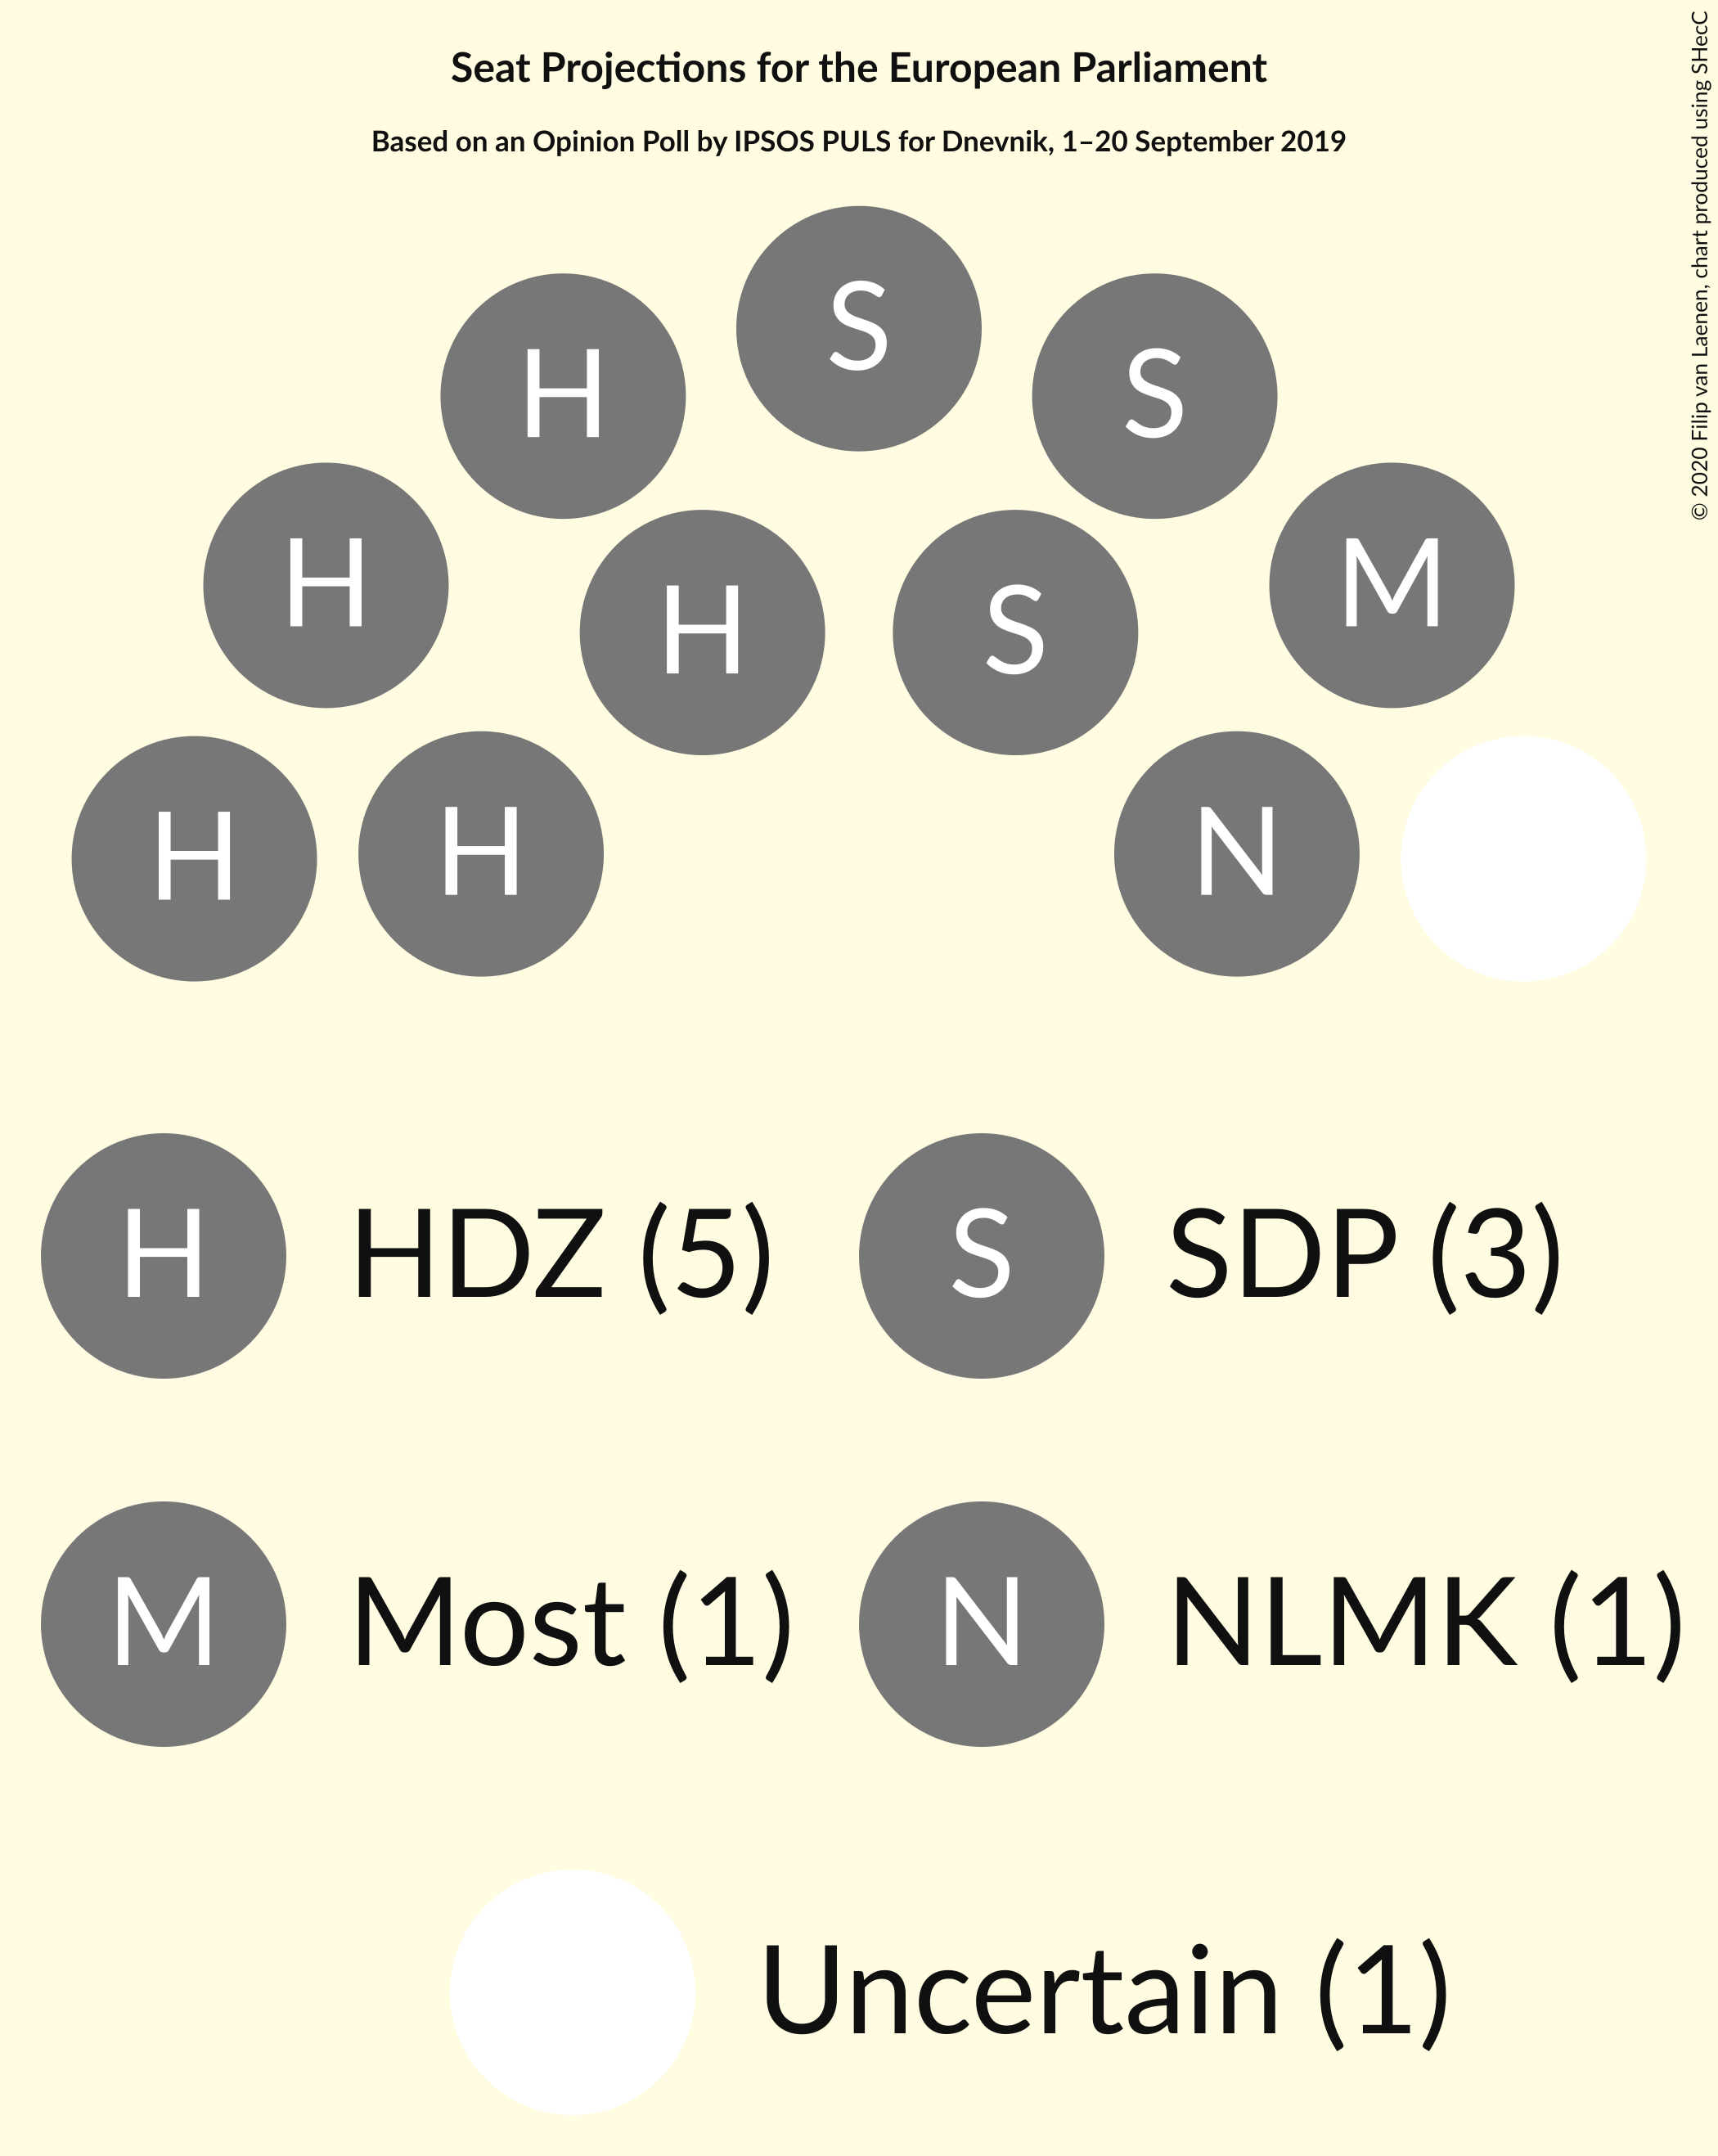 Seat Projections for the European Parliament
Based on an Opinion Poll by IPSOS PULS for Dnevnik, 1–20 September 2019
© 2020 Filip van Laenen, chart produced using SHecC
S
H S
H M
H S
H H N
H HDZ (5) S SDP (3)
M Most (1) N NLMK (1)
Uncertain (1)